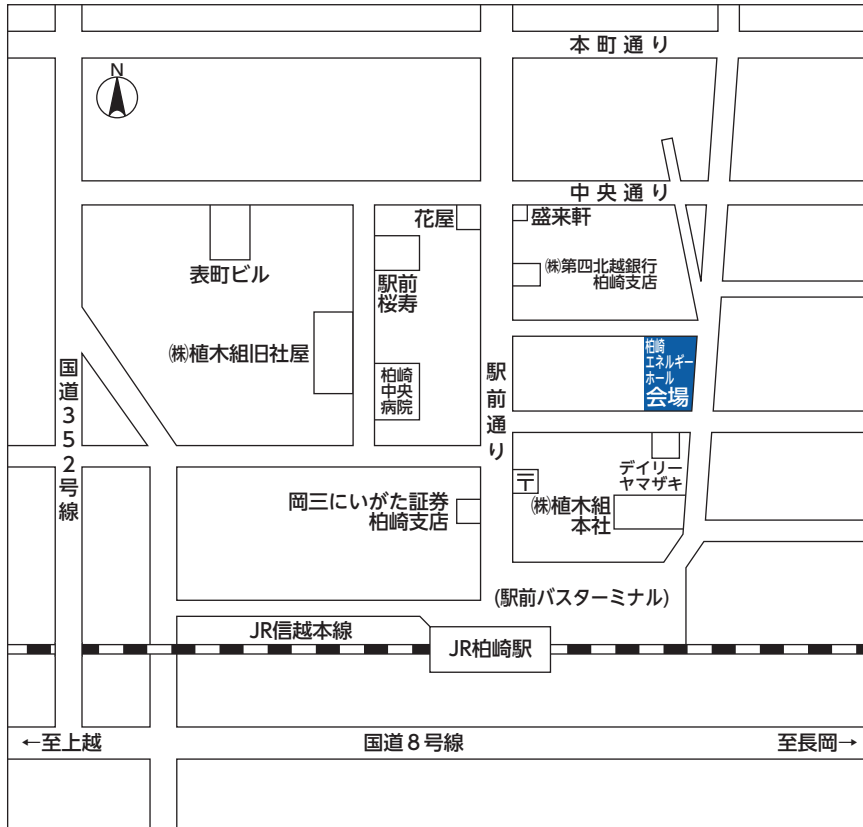 本町通り
N
中央通り
花屋
盛来軒
表町ビル
駅前
桜寿
㈱第四北越銀行
柏崎支店
㈱植木組旧社屋
柏崎
エネルギー
ホール
会場
国道352号線
柏崎
中央
病院
駅前通り
デイリー
ヤマザキ
〒
岡三にいがた証券
柏崎支店
㈱植木組
本社
(駅前バスターミナル)
JR信越本線
JR柏崎駅
←至上越
国道8号線
至長岡→